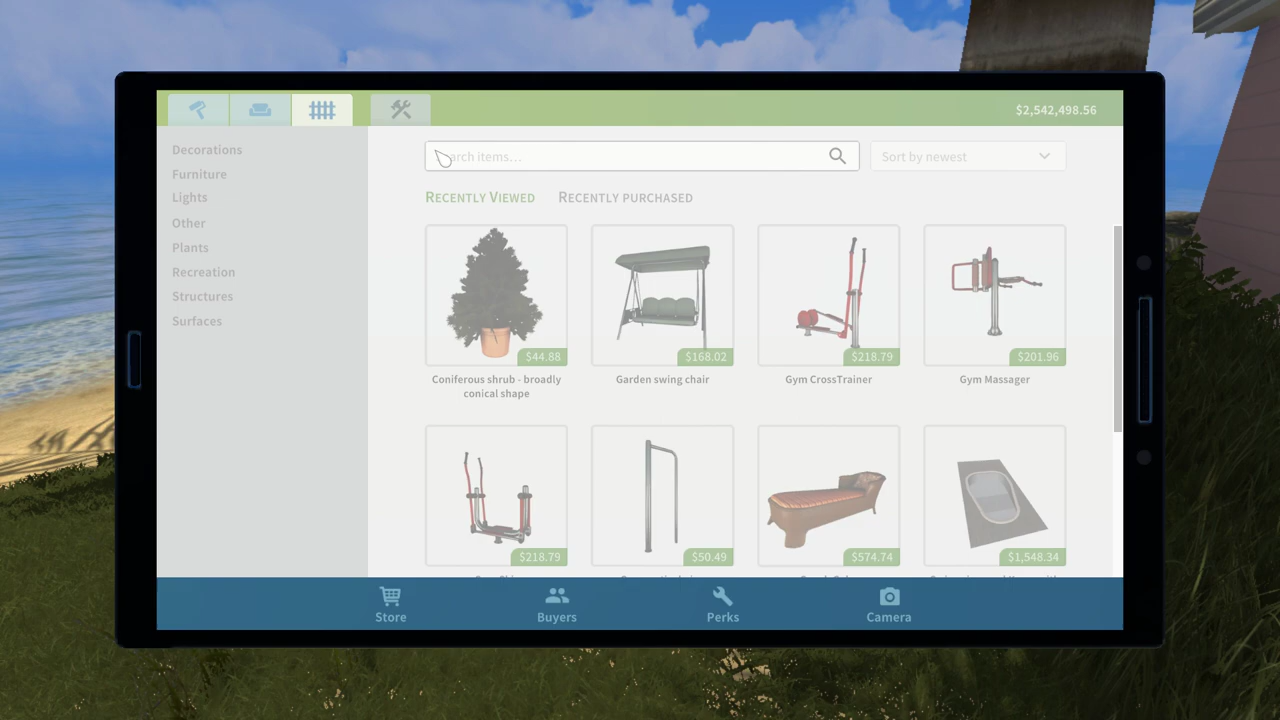 $2,542,498.56
Decorations
Furniture
Lights
Other
Plants
Recreation
Structures
Surfaces
arch items...
Sort by newest
RECENTLY VIEWED
RECENTLY PURCHASED
$44.88
$168.02
$218.79
$201.96
Coniferous shrub - broadly
conical shape
Garden swing chair
Gym CrossTrainer
Gym Massager
$218.79
$50.49
$574.74
$1,548.34
Store
Buyers
Perks
Camera